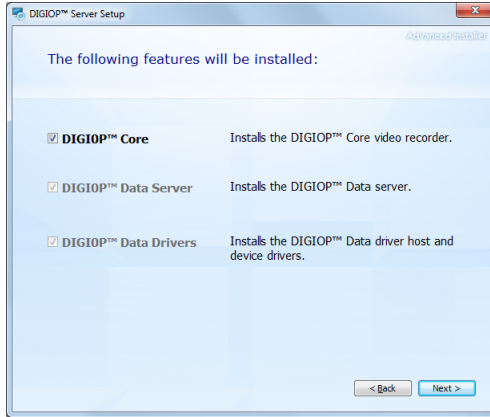 DIGIOP™ Server Setup
Advanced Installer
The following features will be installed:
DIGIOP™ Core
Installs the DIGIOP™ Core video recorder.
DIGIOP™ Data Server
Installs the DIGIOP™ Data server.
DIGIOP™ Data Drivers
Installs the DIGIOP™ Data driver host and
device drivers.
< Back
Next >